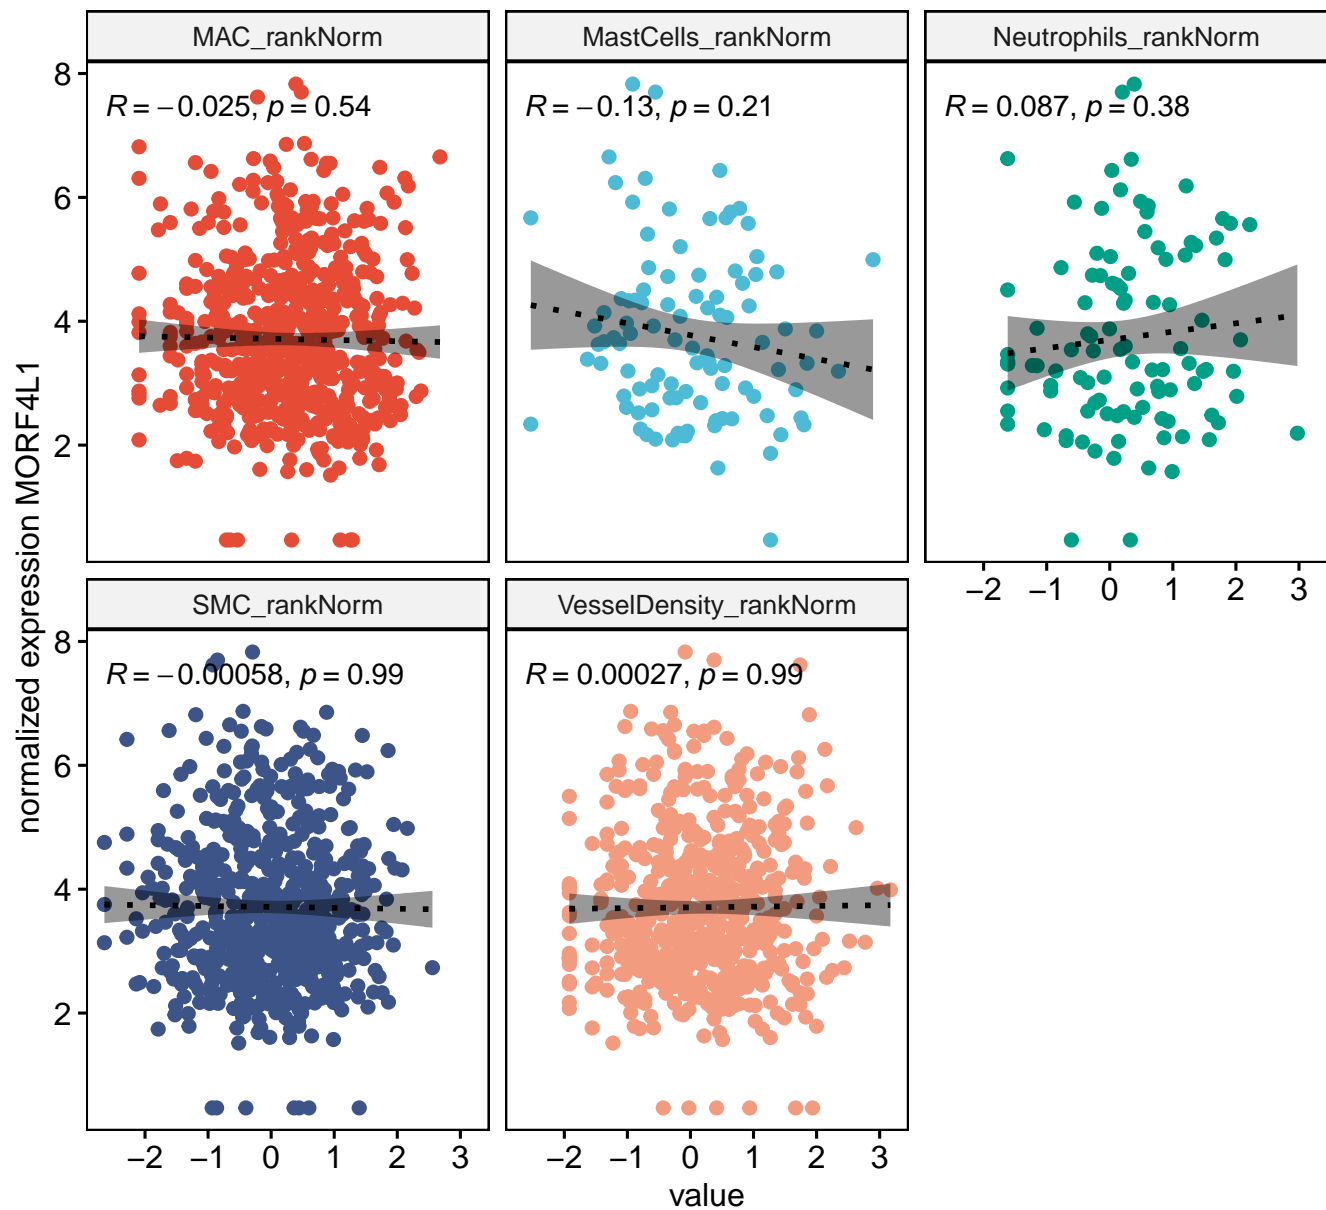 MAC_rankNorm
MastCells_rankNorm
Neutrophils_rankNorm
R = −0.025, p = 0.54
R = −0.13, p = 0.21
R = 0.087, p = 0.38
8
6
4
2
−2 −1 0 1 2 3
SMC_rankNorm
VesselDensity_rankNorm
R = −0.00058, p = 0.99
R = 0.00027, p = 0.99
8
6
4
2
−2 −1 0 1 2 3
−2 −1 0 1 2 3
value
normalized expression MORF4L1